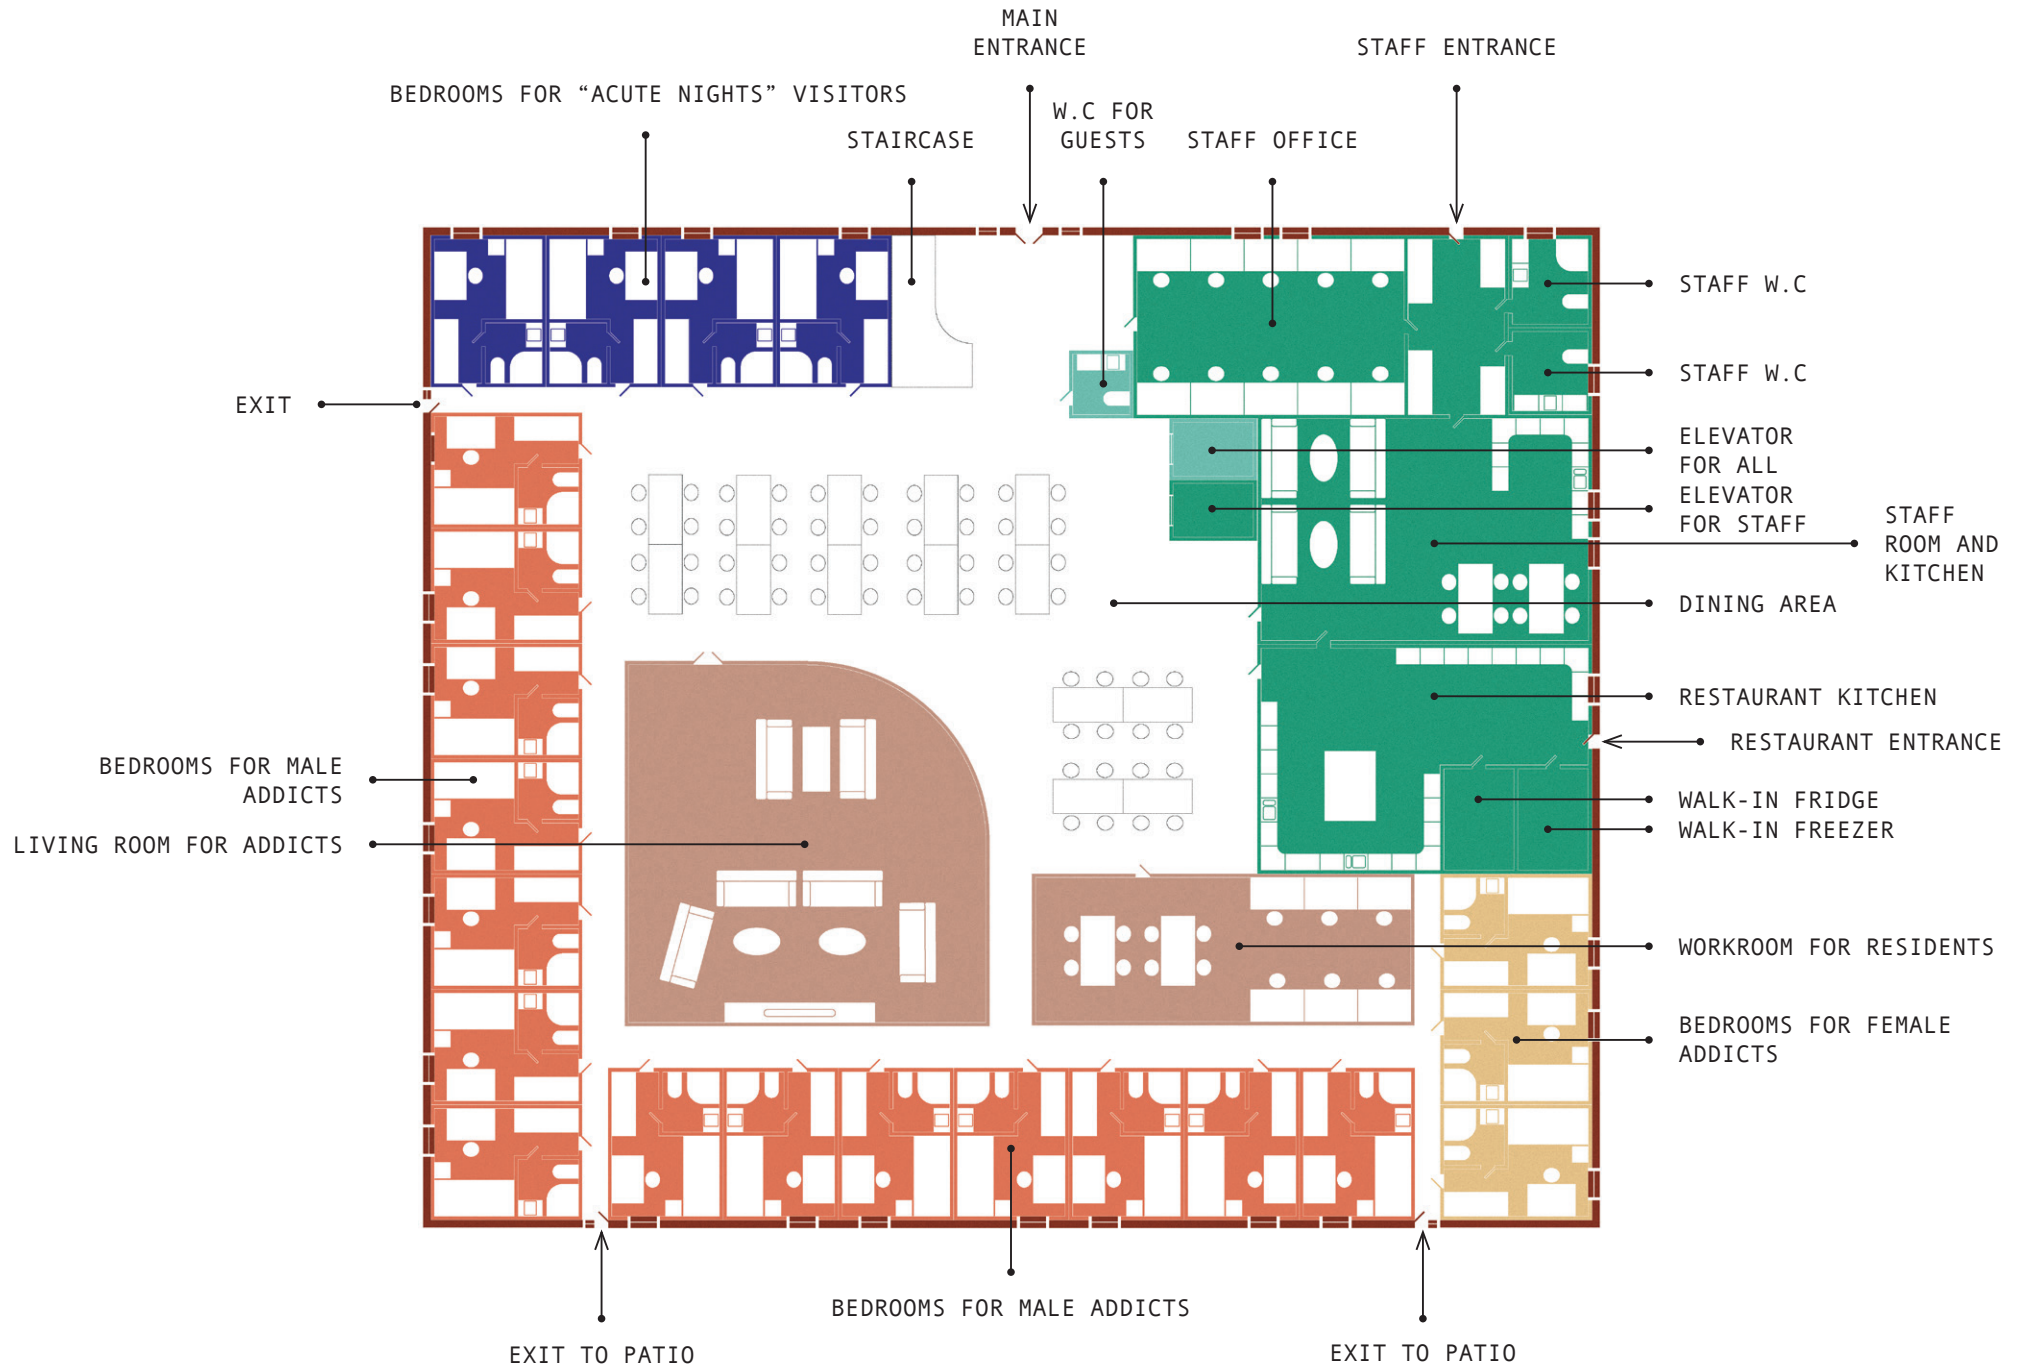 MAIN
ENTRANCE
STAFF ENTRANCE
BEDROOMS FOR “ACUTE NIGHTS” VISITORS
W.C FOR
GUESTS
STAIRCASE
STAFF OFFICE
STAFF W.C
STAFF W.C
EXIT
ELEVATOR
FOR ALL
ELEVATOR
FOR STAFF
STAFF
ROOM AND
KITCHEN
DINING AREA
RESTAURANT KITCHEN
RESTAURANT ENTRANCE
BEDROOMS FOR MALE
ADDICTS
WALK-IN FRIDGE
WALK-IN FREEZER
LIVING ROOM FOR ADDICTS
WORKROOM FOR RESIDENTS
BEDROOMS FOR FEMALE
ADDICTS
BEDROOMS FOR MALE ADDICTS
EXIT TO PATIO
EXIT TO PATIO